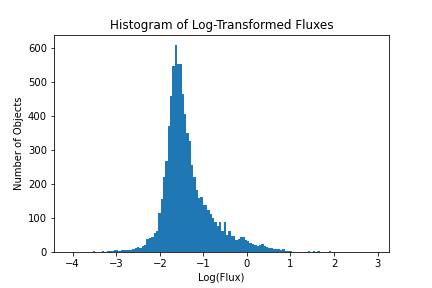 Histogram of Log-Transformed Fluxes
600
500
400
300
200
100
0
Number of Objects
−4 −3 −2 −1 0 1 2 3
Log(Flux)